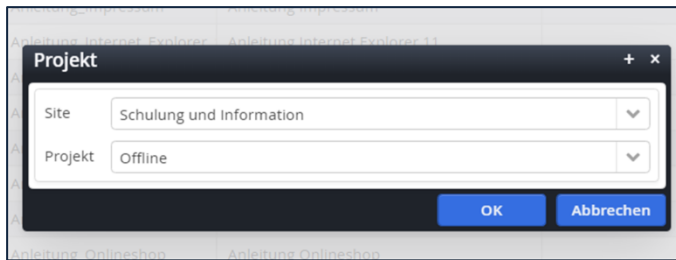 Anleitung_Impressum Anleitung Impressum
Anleitung_Internet_Explorer Anleitung Internet Explorer 11
Projekt + ×
Site Schulung und Information
Projekt Offline
OK Abbrechen
Anleitung_Onlineshop Anleitung Onlineshop